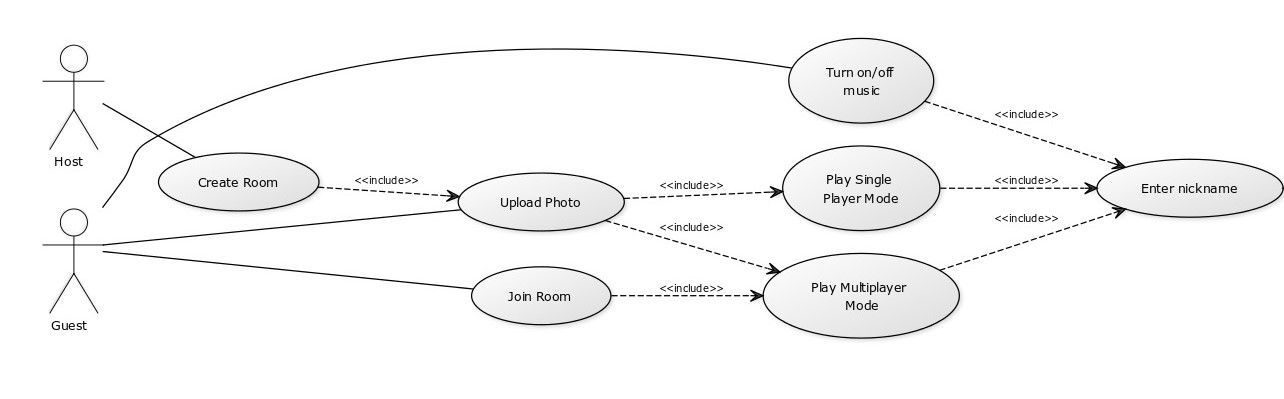 Host
Guest
Create Room
<<include>>
Upload Photo
Join Room
<<include>>
<<include>>
<<include>>
Turn on/off
music
Play Single
Player Mode
Play Multiplayer
Mode
<<include>>
<<include>>
<<include>>
Enter nickname